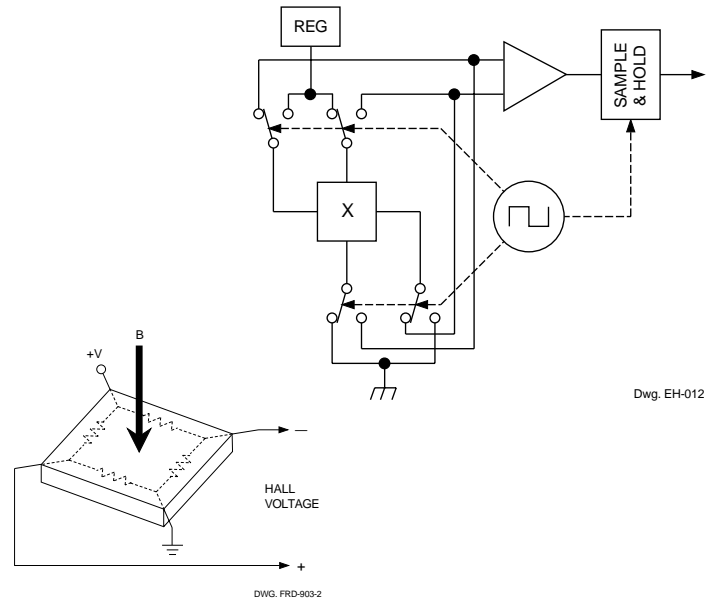 REG
SAMPLE
& HOLD
X
Dwg. EH-012
B
+V
—
HALL
VOLTAGE
+
DWG. FRD-903-2